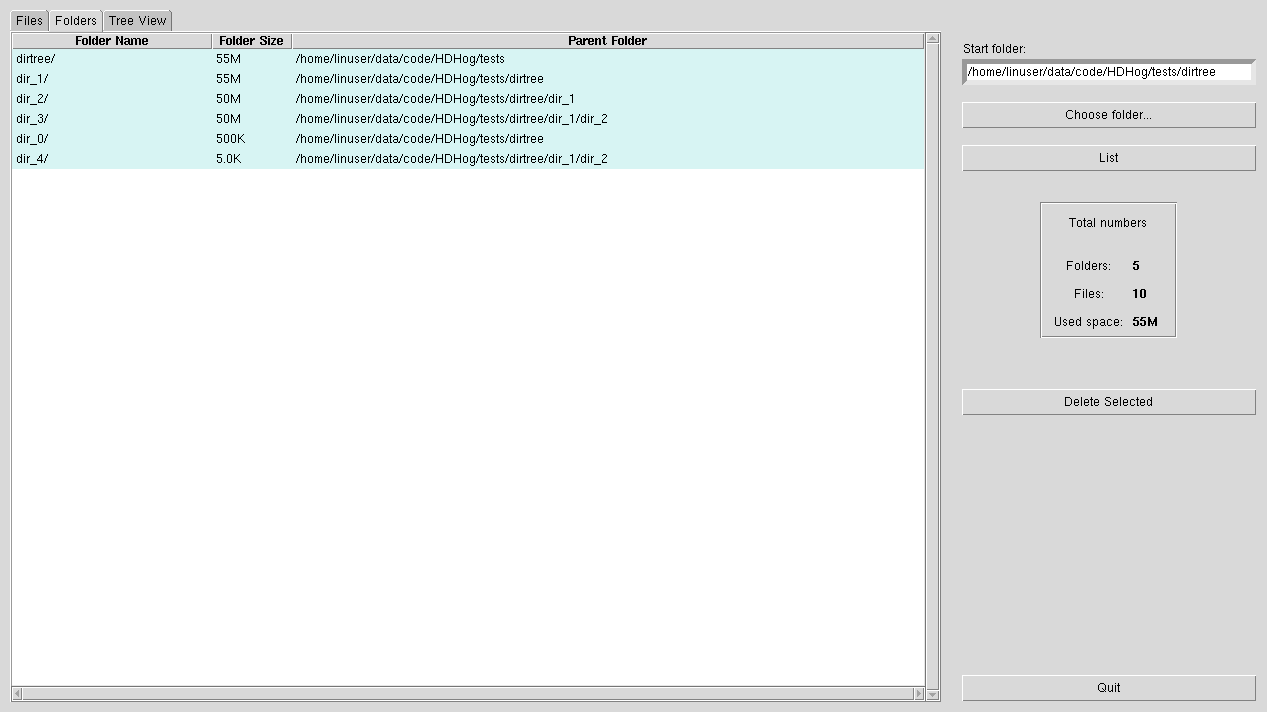 Files Folders Tree View
Folder Name Folder Size Parent Folder
dirtree/ 55M /home/linuser/data/code/HDHog/tests
dir_1/ 55M /home/linuser/data/code/HDHog/tests/dirtree
dir_2/ 50M /home/linuser/data/code/HDHog/tests/dirtree/dir_1
dir_3/ 50M /home/linuser/data/code/HDHog/tests/dirtree/dir_1/dir_2
dir_0/ 500K /home/linuser/data/code/HDHog/tests/dirtree
dir_4/ 5.0K /home/linuser/data/code/HDHog/tests/dirtree/dir_1/dir_2
Start folder:
/home/linuser/data/code/HDHog/tests/dirtree
Choose folder...
List
Total numbers
Folders: 5
Files: 10
Used space: 55M
Delete Selected
Quit